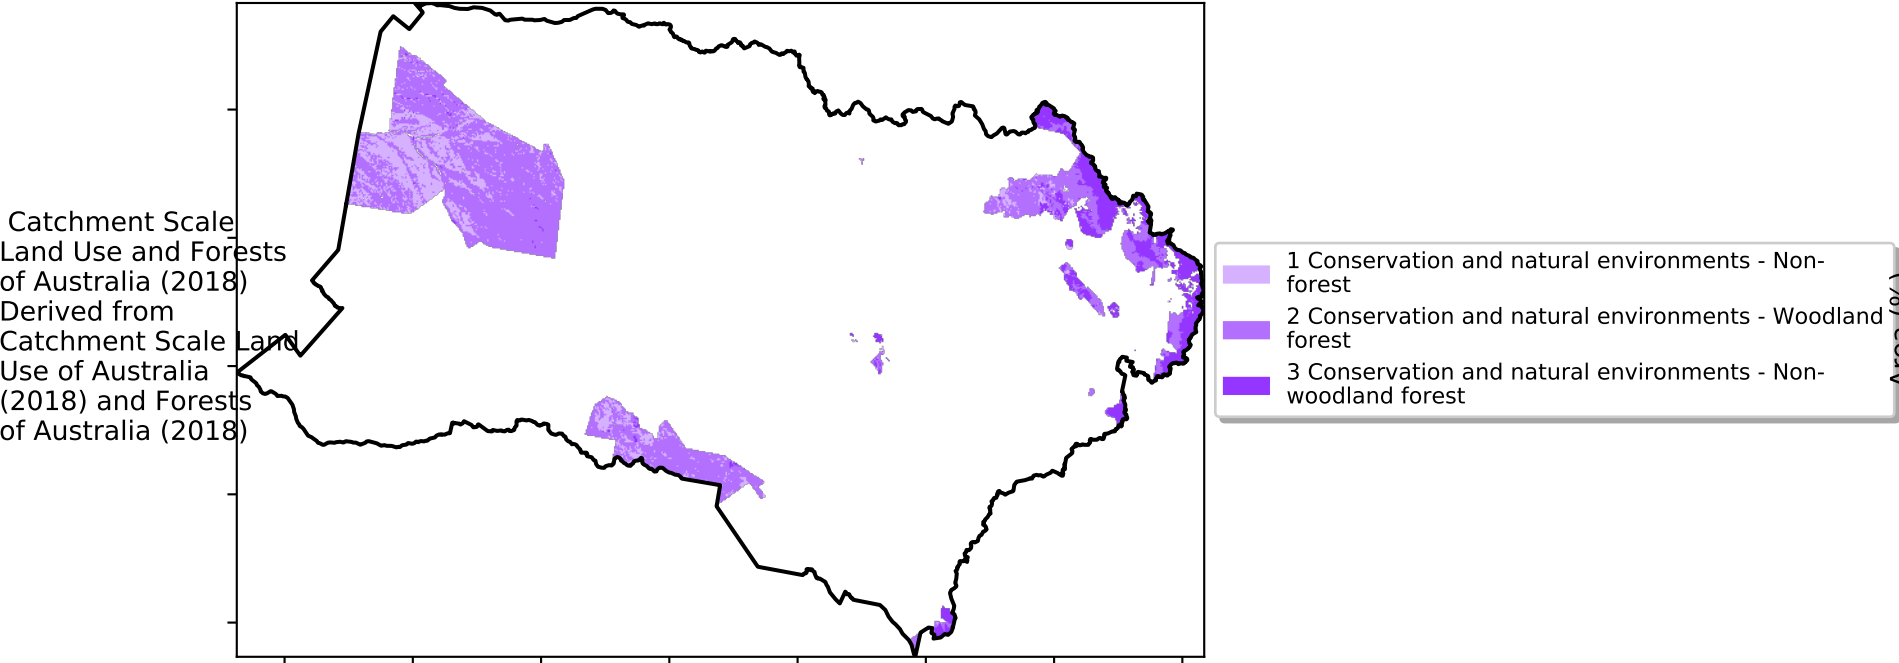 Catchment Scale
Land Use and Forests
of Australia (2018)
Derived from
Catchment Scale Land
Use of Australia
(2018) and Forests
of Australia (2018)
1 Conservation and natural environments - Non-
forest
2 Conservation and natural environments - Woodland
forest
3 Conservation and natural environments - Non-
woodland forest